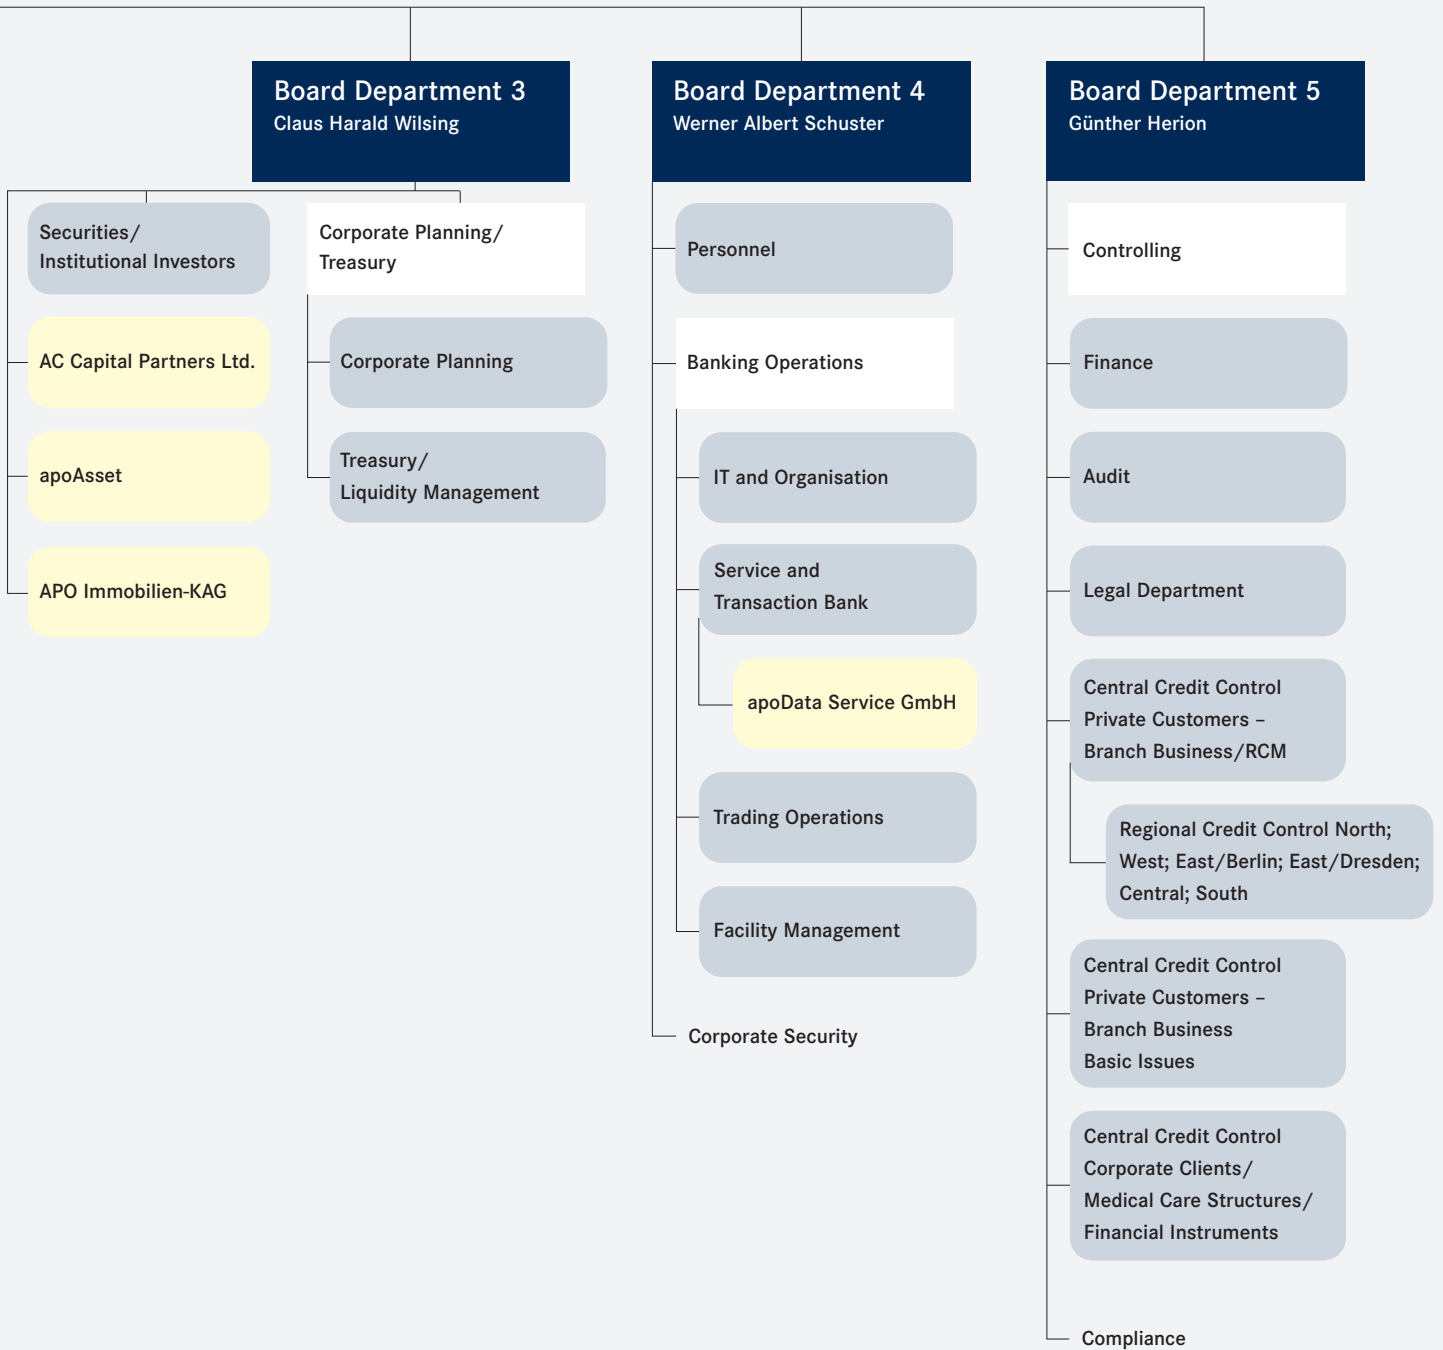 Board Department 3
Claus Harald Wilsing
Securities/
Institutional Investors
AC Capital Partners Ltd.
apoAsset
APO Immobilien-KAG
Corporate Planning/
Treasury
Corporate Planning
Treasury/
Liquidity Management
Board Department 4
Werner Albert Schuster
Personnel
Banking Operations
IT and Organisation
Service and
Transaction Bank
apoData Service GmbH
Trading Operations
Facility Management
Corporate Security
Board Department 5
Günther Herion
Controlling
Finance
Audit
Legal Department
Central Credit Control
Private Customers –
Branch Business/RCM
Regional Credit Control North;
West; East/Berlin; East/Dresden;
Central; South
Central Credit Control
Private Customers –
Branch Business
Basic Issues
Central Credit Control
Corporate Clients/
Medical Care Structures/
Financial Instruments
Compliance